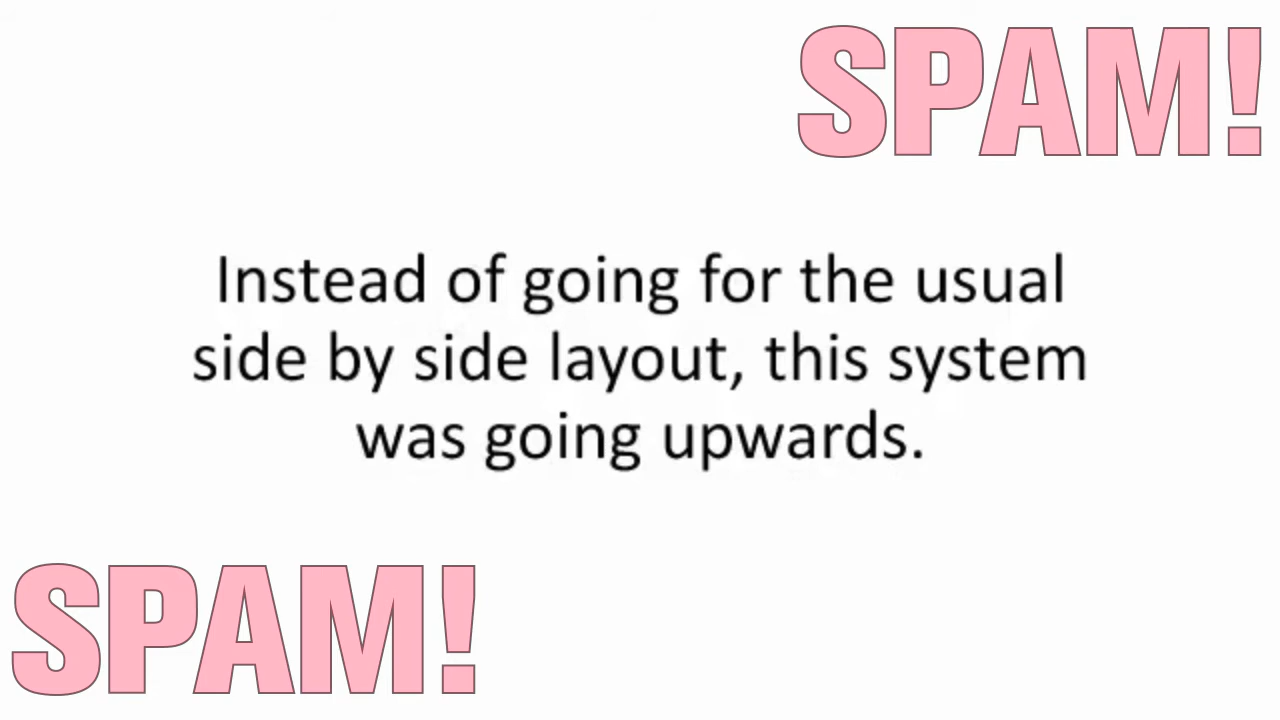 SPAM!
Instead of going for the usual
side by side layout, this system
was going upwards.
SPAM!